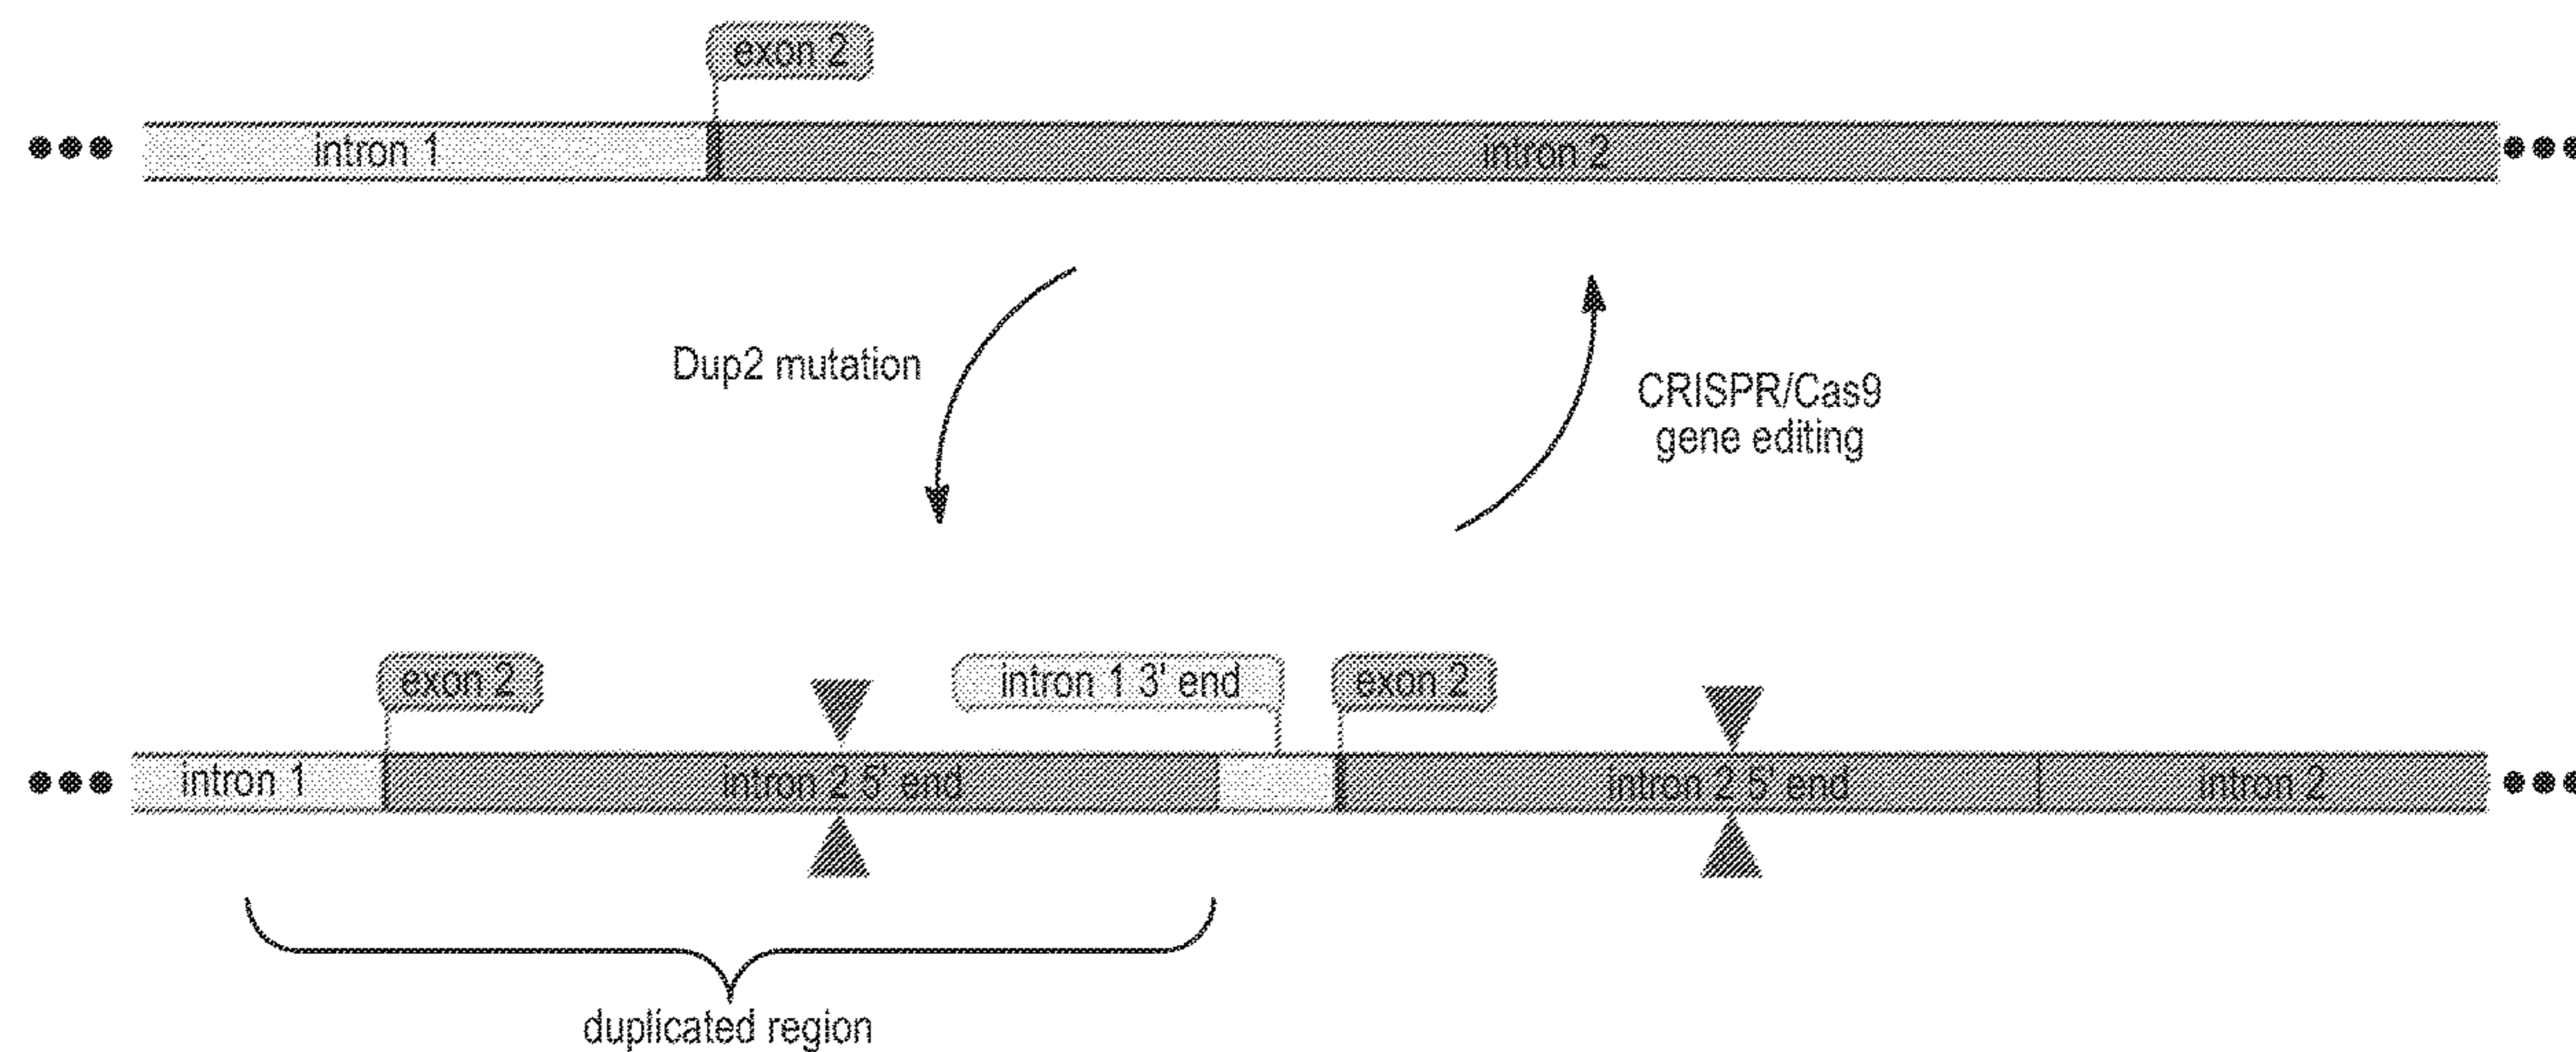 exon 2
intron 1
intron 2
Dup2 mutation
CRISPR/Cas9
gene editing
exon 2
intron 1 3' end
exon 2
intron 1
intron 2 5' end
intron 2 5' end
intron 2
duplicated region